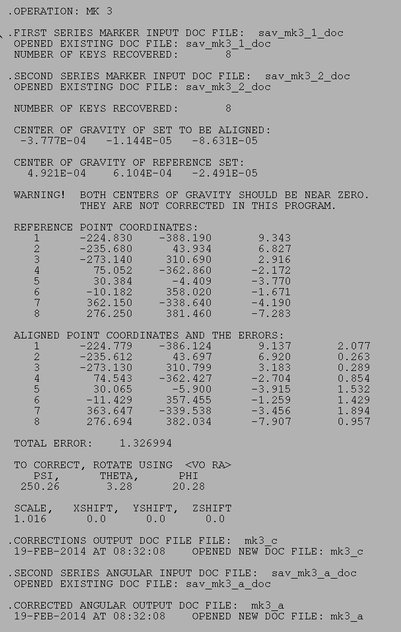 .OPERATION: MK 3
.FIRST SERIES MARKER INPUT DOC FILE: sav_mk3_1_doc
OPENED EXISTING DOC FILE: sav_mk3_1_doc
NUMBER OF KEYS RECOVERED: 8
.SECOND SERIES MARKER INPUT DOC FILE: sav_mk3_2_doc
OPENED EXISTING DOC FILE: sav_mk3_2_doc
NUMBER OF KEYS RECOVERED: 8
CENTER OF GRAVITY OF SET TO BE ALIGNED:
-3.777E-04 -1.144E-05 -8.631E-05
CENTER OF GRAVITY OF REFERENCE SET:
4.921E-04 6.104E-04 -2.491E-05
WARNING! BOTH CENTERS OF GRAVITY SHOULD BE NEAR ZERO.
THEY ARE NOT CORRECTED IN THIS PROGRAM.
REFERENCE POINT COORDINATES:
1 -224.830 -388.190 9.343
2 -235.680 43.934 6.827
3 -273.140 310.690 2.916
4 75.052 -362.860 -2.172
5 30.384 -4.409 -3.770
6 -10.182 358.020 -1.671
7 362.150 -338.640 -4.190
8 276.250 381.460 -7.283
ALIGNED POINT COORDINATES AND THE ERRORS:
1 -224.779 -386.124 9.137 2.077
2 -235.612 43.697 6.920 0.263
3 -273.130 310.799 3.183 0.289
4 74.543 -362.427 -2.704 0.854
5 30.065 -5.900 -3.915 1.532
6 -11.429 357.455 -1.259 1.429
7 363.647 -339.538 -3.456 1.894
8 276.694 382.034 -7.907 0.957
TOTAL ERROR: 1.326994
TO CORRECT, ROTATE USING <VO RA>
PSI, THETA, PHI
250.26 3.28 20.28
SCALE, XSHIFT, YSHIFT, ZSHIFT
1.016 0.0 0.0 0.0
.CORRECTIONS OUTPUT DOC FILE FILE: mk3_c
19-FEB-2014 AT 08:32:08 OPENED NEW DOC FILE: mk3_c
.SECOND SERIES ANGULAR INPUT DOC FILE: sav_mk3_a_doc
OPENED EXISTING DOC FILE: sav_mk3_a_doc
.CORRECTED ANGULAR OUTPUT DOC FILE: mk3_a
19-FEB-2014 AT 08:32:08 OPENED NEW DOC FILE: mk3_a